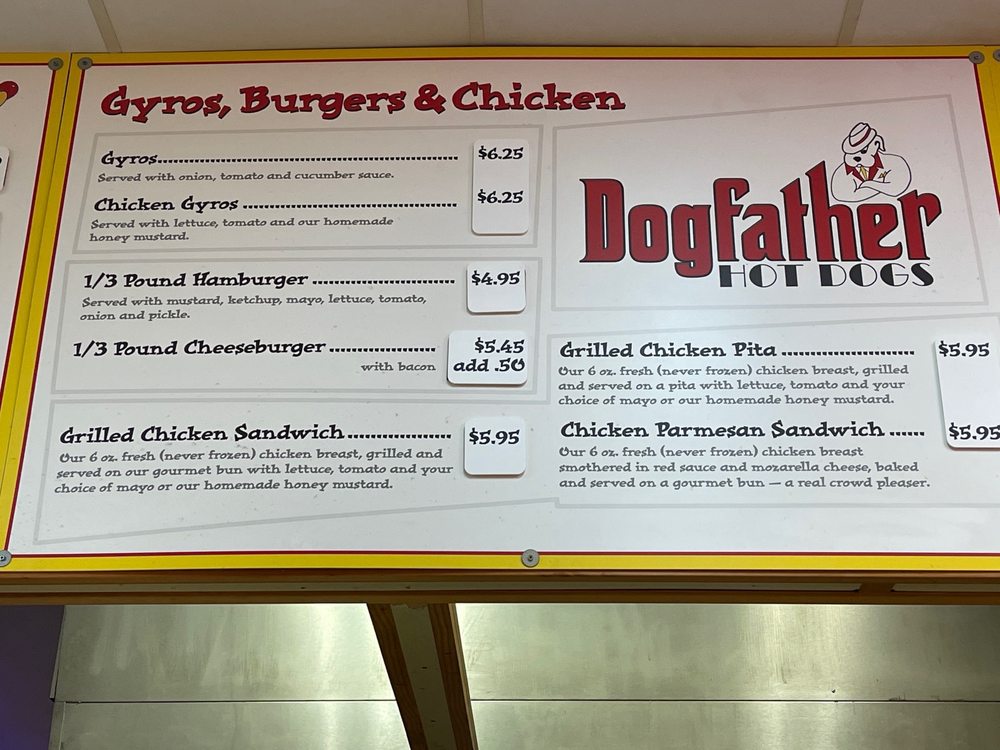 Gyros, Burgers & Chicken
Gyros.......................................................... $6.25
Served with onion, tomato and cucumber sauce.
Chicken Gyros .......................................... $6.25
Served with lettuce, tomato and our homemade
honey mustard.
1/3 Pound Hamburger ........................... $4.95
Served with mustard, ketchup, mayo, lettuce, tomato,
onion and pickle.
1/3 Pound Cheeseburger .................... $5.45
with bacon add .50
Grilled Chicken Sandwich.................... $5.95
Our 6 oz. fresh (never frozen) chicken breast, grilled and
served on our gourmet bun with lettuce, tomato and your
choice of mayo or our homemade honey mustard.
Dogfather
HOT DOGS
Grilled Chicken Pita ......................... $5.95
Our 6 oz. fresh (never frozen) chicken breast, grilled
and served on a pita with lettuce, tomato and your
choice of mayo or our homemade honey mustard.
Chicken Parmesan Sandwich ...... $5.95
Our 6 oz. fresh (never frozen) chicken breast
smothered in red sauce and mozarella cheese, baked
and served on a gourmet bun — a real crowd pleaser.